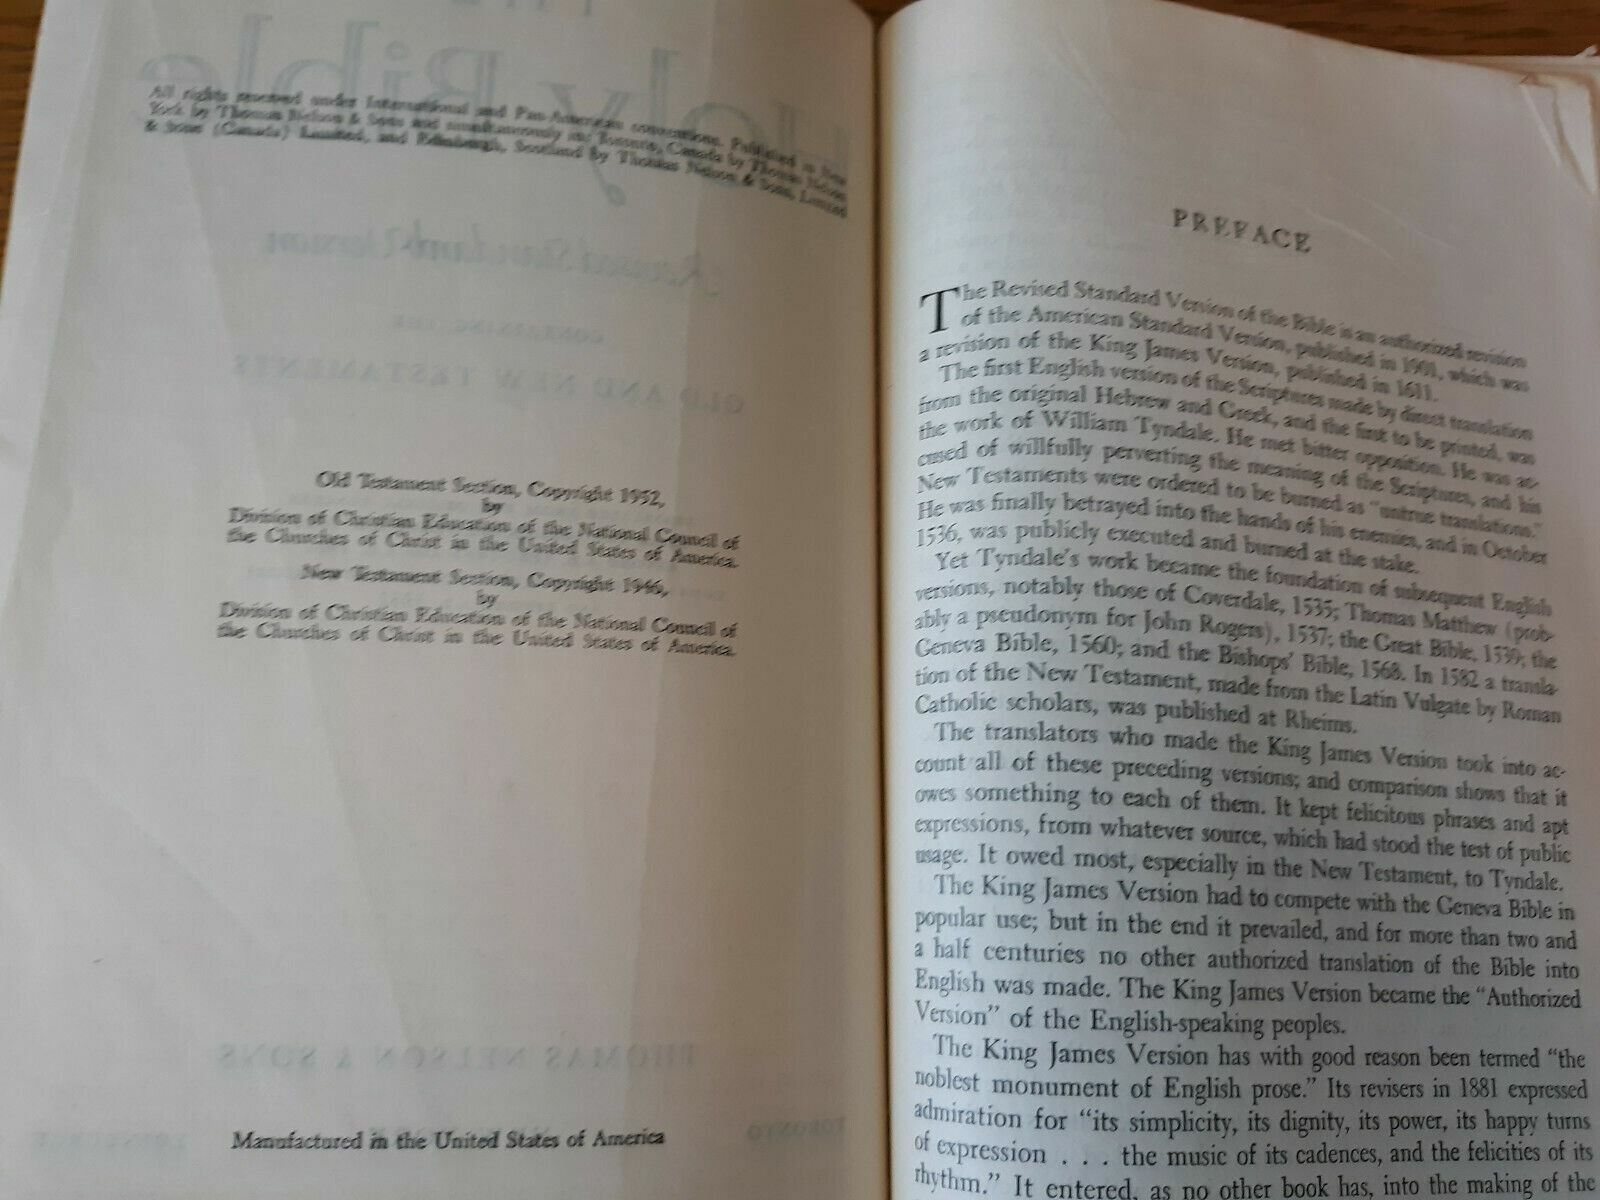 All rights reserved under International and Pan-American conventions. Published in New
York by Thomas Nelson & Sons and simultaneously in: Toronto, Canada by Thomas Nelson
& Sons (Canada) Limited, and Edinburgh, Scotland by Thomas Nelson & Sons, Limited
Old Testament Section, Copyright 1952,
by
Division of Christian Education of the National Council of
the Churches of Christ in the United States of America.
New Testament Section, Copyright 1946,
by
Division of Christian Education of the National Council of
the Churches of Christ in the United States of America.
Manufactured in the United States of America
PREFACE
The Revised Standard Version of the Bible is an authorized revision
of the American Standard Version, published in 1901, which was
a revision of the King James Version, published in 1611.
The first English version of the Scriptures made by direct translation
from the original Hebrew and Greek, and the first to be printed, was
the work of William Tyndale. He met bitter opposition. He was ac-
cused of willfully perverting the meaning of the Scriptures, and his
New Testaments were ordered to be burned as "untrue translations."
He was finally betrayed into the hands of his enemies, and in October
1536, was publicly executed and burned at the stake.
Yet Tyndale's work became the foundation of subsequent English
versions, notably those of Coverdale, 1535; Thomas Matthew (prob-
ably a pseudonym for John Rogers), 1537; the Great Bible, 1539; the
Geneva Bible, 1560; and the Bishops' Bible, 1568. In 1582 a transla-
tion of the New Testament, made from the Latin Vulgate by Roman
Catholic scholars, was published at Rheims.
The translators who made the King James Version took into ac-
count all of these preceding versions; and comparison shows that it
owes something to each of them. It kept felicitous phrases and apt
expressions, from whatever source, which had stood the test of public
usage. It owed most, especially in the New Testament, to Tyndale.
The King James Version had to compete with the Geneva Bible in
popular use; but in the end it prevailed, and for more than two and
a half centuries no other authorized translation of the Bible into
English was made. The King James Version became the "Authorized
Version" of the English-speaking peoples.
The King James Version has with good reason been termed "the
noblest monument of English prose." Its revisers in 1881 expressed
admiration for "its simplicity, its dignity, its power, its happy turns
of expression . . . the music of its cadences, and the felicities of its
rhythm." It entered, as no other book has, into the making of the